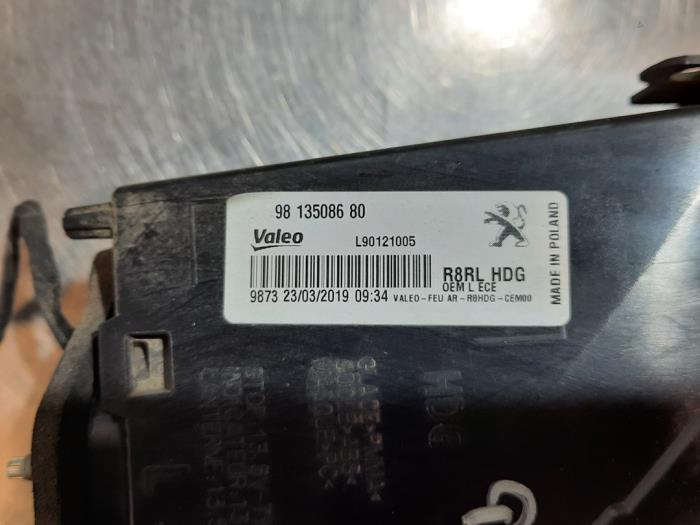 98 135086 80
Valeo L90121005
R8RL HDG
OEM L ECE
9873 23/03/2019 09:34 VALEO-FEU AR-R8HDG-CEM00
MADE IN POLAND
HDG
L